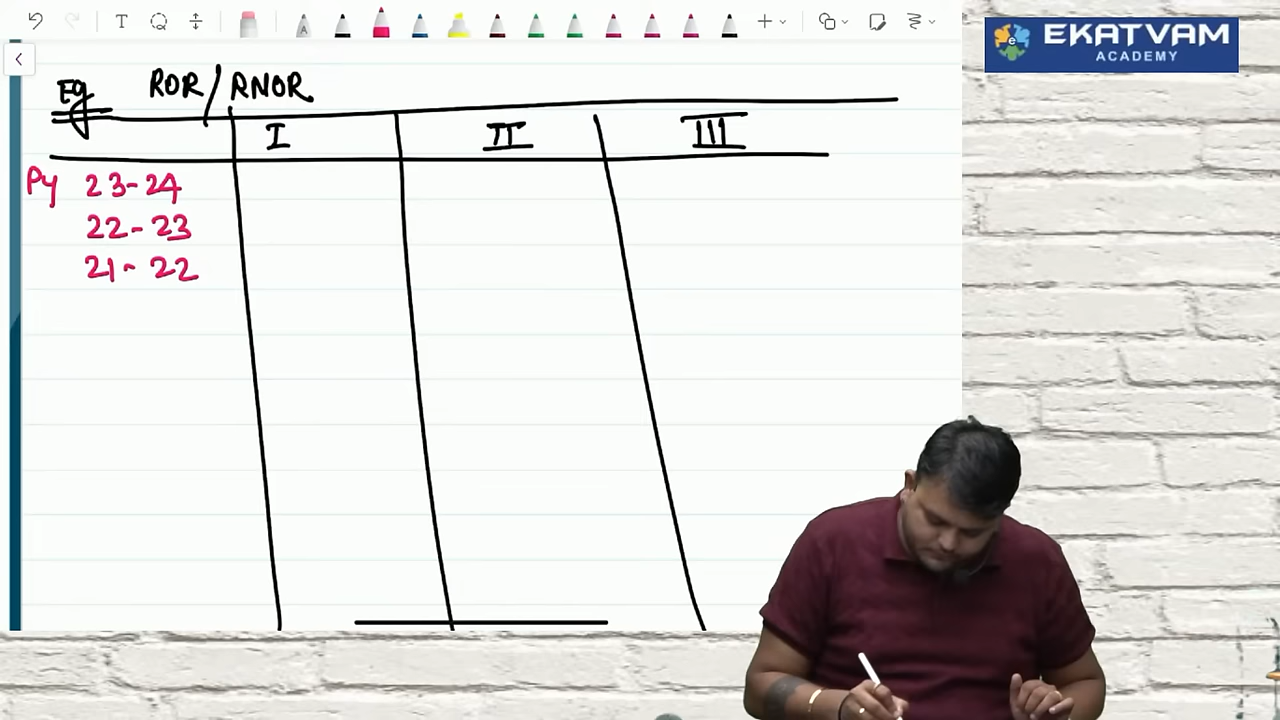 EKATVAM
ACADEMY
Eg ROR/RNOR
I II III
Py 23-24
22-23
21-22